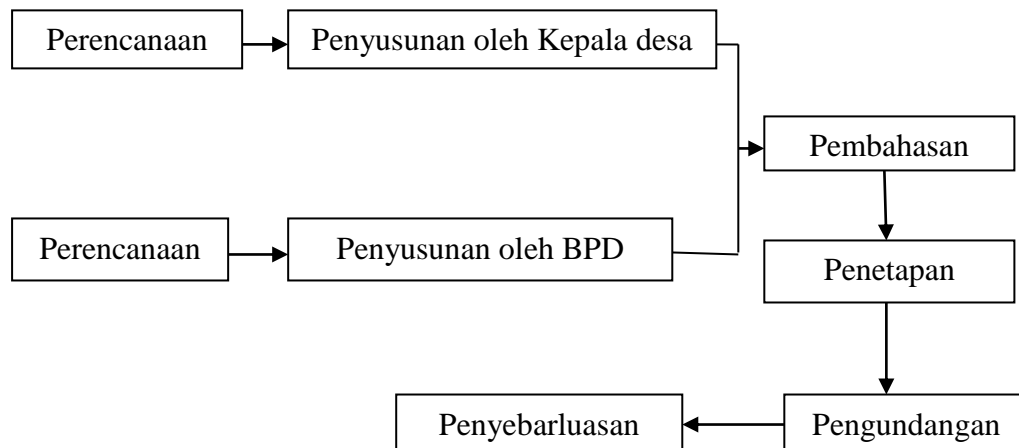 Perencanaan
Penyusunan oleh Kepala desa
Pembahasan
Perencanaan
Penyusunan oleh BPD
Penetapan
Penyebarluasan
Pengundangan